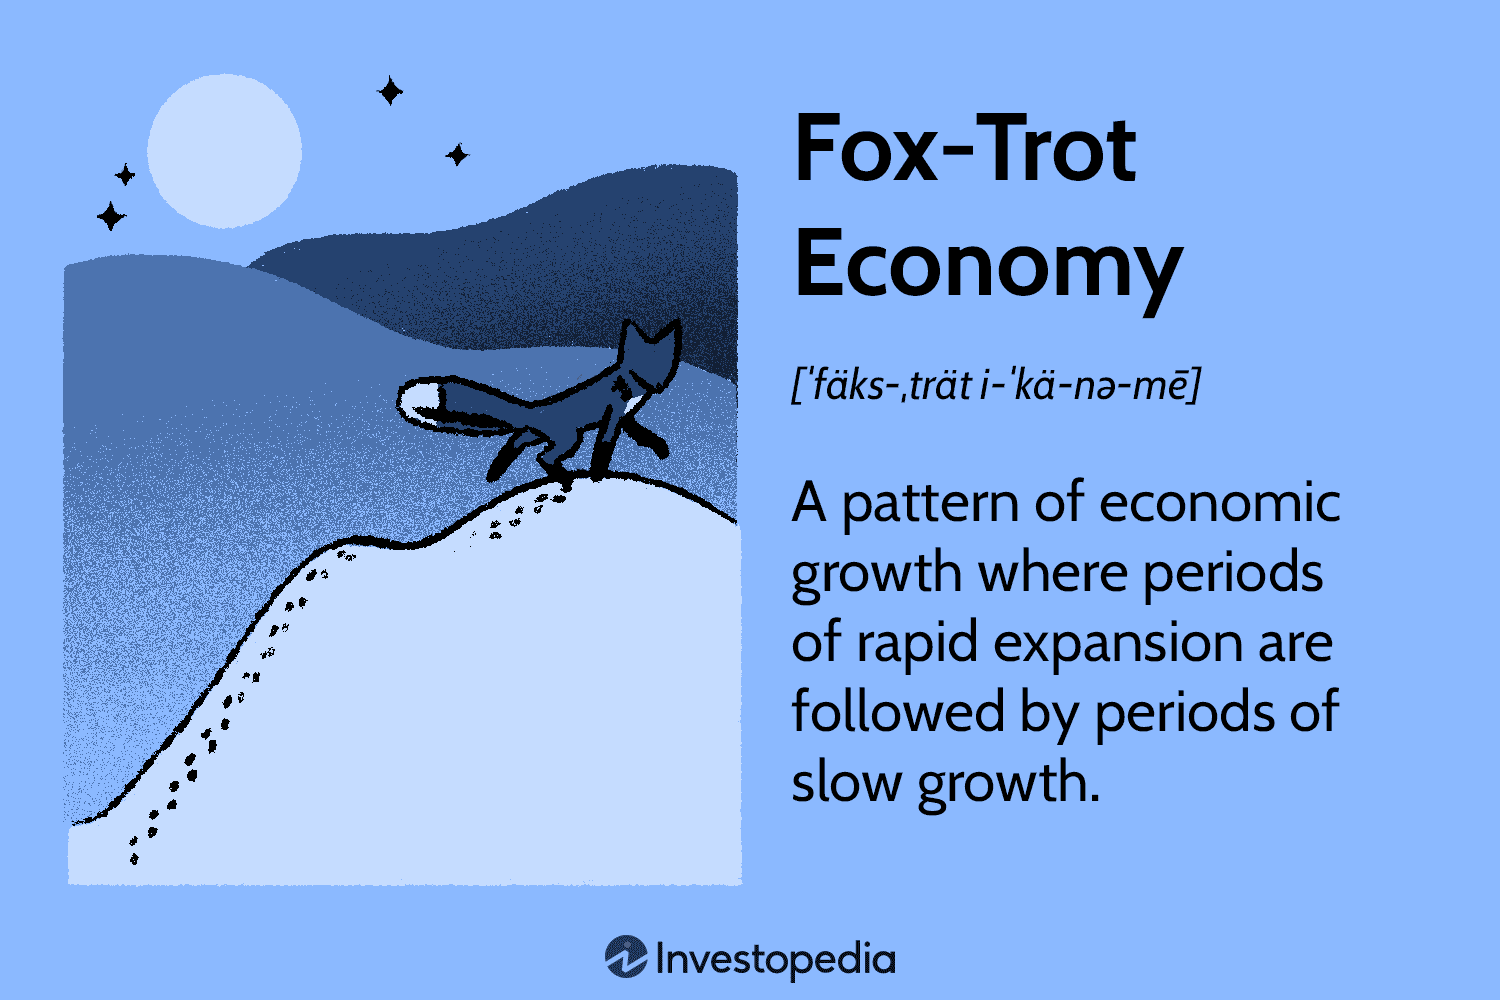 Fox-Trot
Economy
[ˈfäks-ˌträt i-ˈkä-nə-mē]
A pattern of economic
growth where periods
of rapid expansion are
followed by periods of
slow growth.
Investopedia